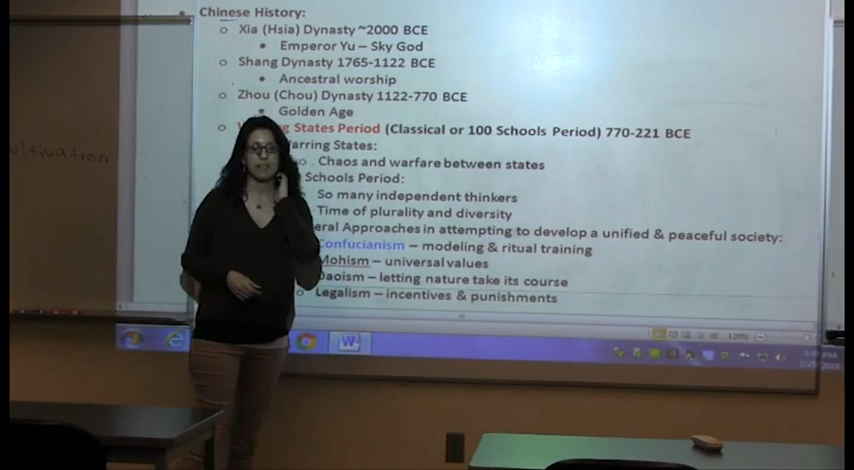 • Chinese History:
o Xia (Hsia) Dynasty ~2000 BCE
• Emperor Yu – Sky God
o Shang Dynasty 1765-1122 BCE
• Ancestral worship
o Zhou (Chou) Dynasty 1122-770 BCE
• Golden Age
o States Period (Classical or 100 Schools Period) 770-221 BCE
Warring States:
o Chaos and warfare between states
Schools Period:
So many independent thinkers
Time of plurality and diversity
Approaches in attempting to develop a unified & peaceful society:
Confucianism – modeling & ritual training
Mohism – universal values
Daoism – letting nature take its course
o Legalism – incentives & punishments
120%